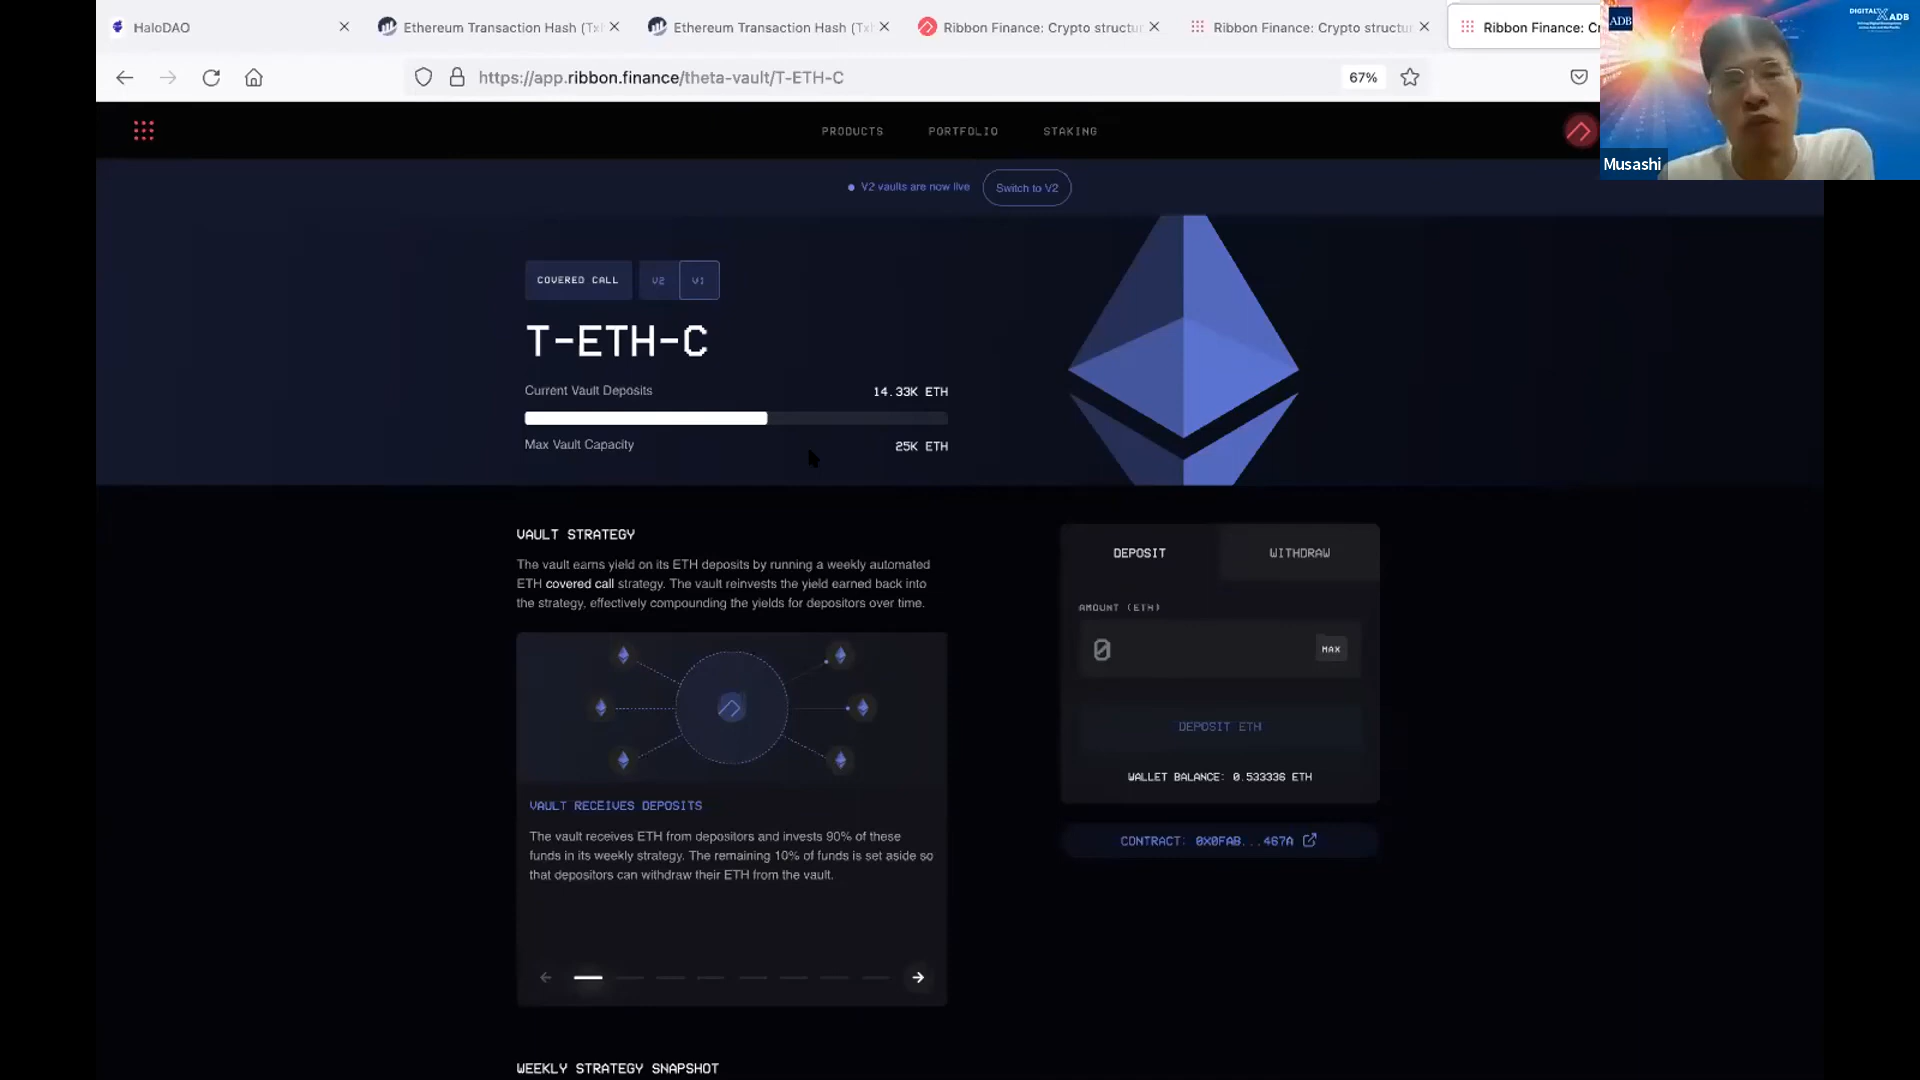 HaloDAO
Ethereum Transaction Hash (Txl
Ethereum Transaction Hash (Txl
Ribbon Finance: Crypto structur
Ribbon Finance: Crypto structur
Ribbon Finance: C
https://app.ribbon.finance/theta-vault/T-ETH-C
67%
ADB
DIGITAL X ADB
Musashi
PRODUCTS
PORTFOLIO
STAKING
V2 vaults are now live
Switch to V2
COVERED CALL
V2
V1
T-ETH-C
Current Vault Deposits
14.33K ETH
Max Vault Capacity
25K ETH
VAULT STRATEGY
The vault earns yield on its ETH deposits by running a weekly automated
ETH covered call strategy. The vault reinvests the yield earned back into
the strategy, effectively compounding the yields for depositors over time.
VAULT RECEIVES DEPOSITS
The vault receives ETH from depositors and invests 90% of these
funds in its weekly strategy. The remaining 10% of funds is set aside so
that depositors can withdraw their ETH from the vault.
DEPOSIT
WITHDRAW
AMOUNT (ETH)
0
MAX
DEPOSIT ETH
WALLET BALANCE: 0.533336 ETH
CONTRACT: 0X0FAB...467A
WEEKLY STRATEGY SNAPSHOT